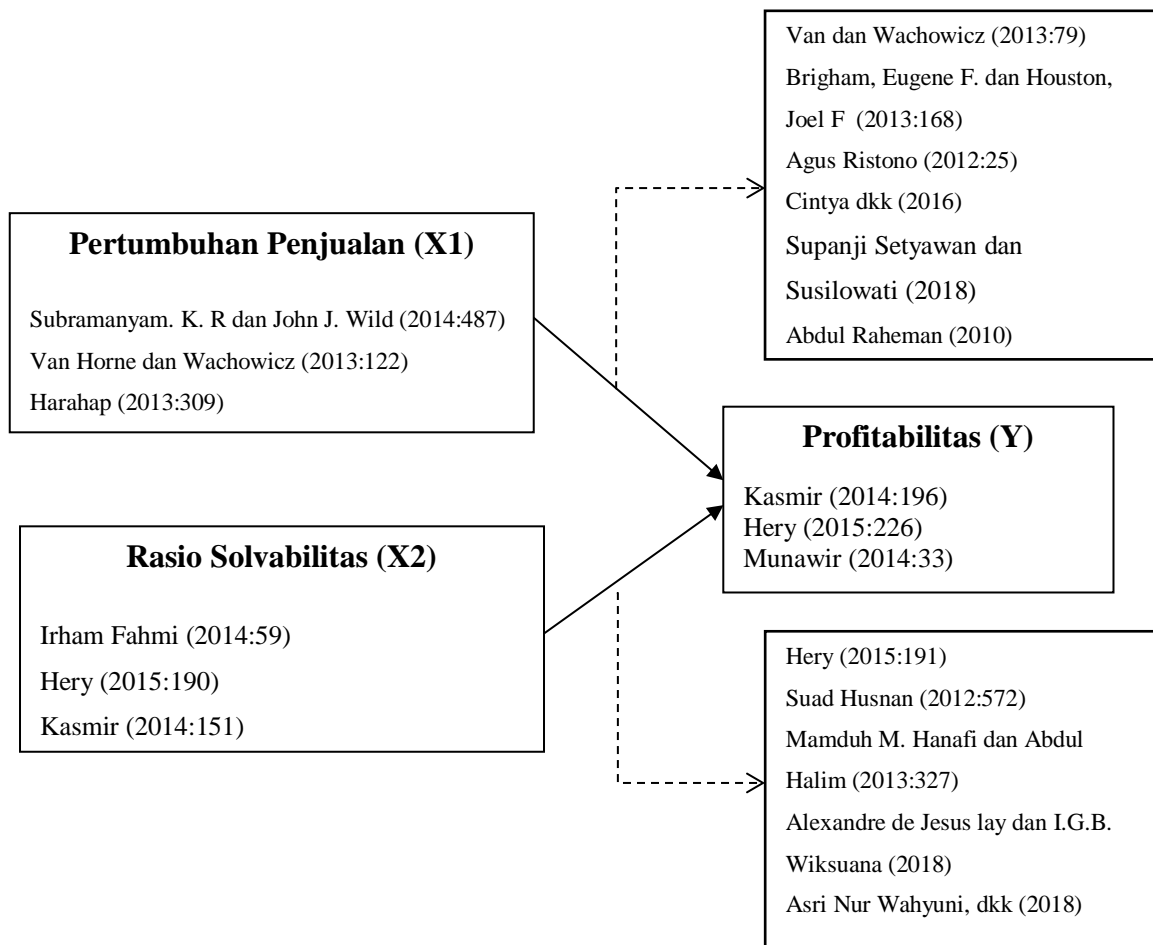 Van dan Wachowicz (2013:79)
Brigham, Eugene F. dan Houston,
Joel F (2013:168)
Agus Ristono (2012:25)
Cintya dkk (2016)
Supanji Setyawan dan
Susilowati (2018)
Abdul Raheman (2010)
Pertumbuhan Penjualan (X1)
Subramanyam. K. R dan John J. Wild (2014:487)
Van Horne dan Wachowicz (2013:122)
Harahap (2013:309)
Profitabilitas (Y)
Kasmir (2014:196)
Hery (2015:226)
Munawir (2014:33)
Rasio Solvabilitas (X2)
Irham Fahmi (2014:59)
Hery (2015:190)
Kasmir (2014:151)
Hery (2015:191)
Suad Husnan (2012:572)
Mamduh M. Hanafi dan Abdul
Halim (2013:327)
Alexandre de Jesus lay dan I.G.B.
Wiksuana (2018)
Asri Nur Wahyuni, dkk (2018)